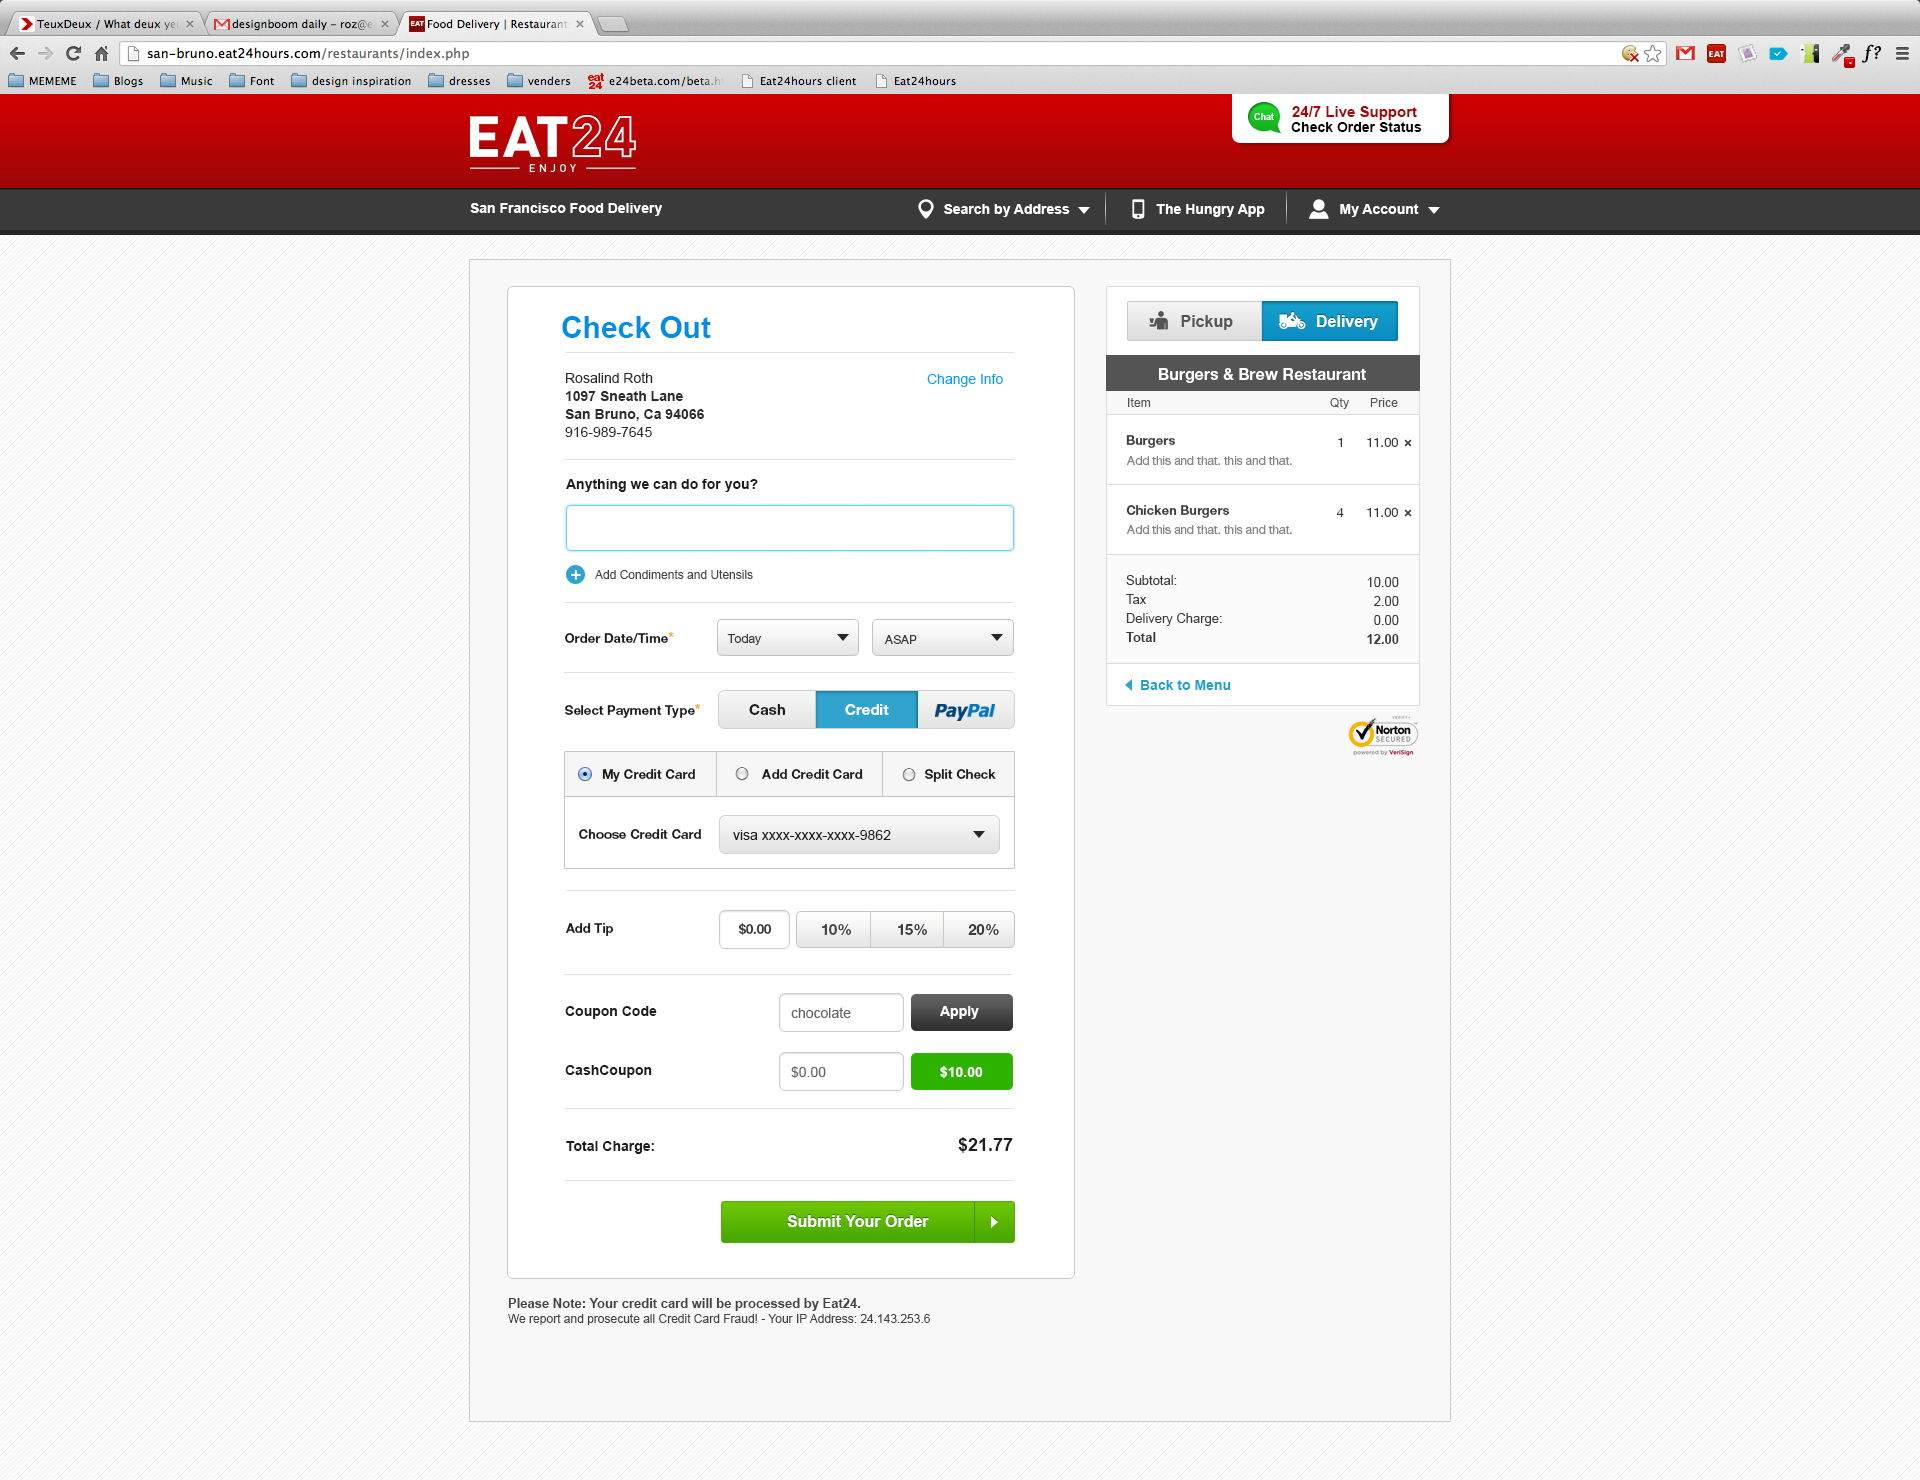 TeuxDeux / What deux ye
designboom daily – roz@e
EAT Food Delivery | Restaurant
san-bruno.eat24hours.com/restaurants/index.php
EAT
f?
MEMEME
Blogs
Music
Font
design inspiration
dresses
venders
eat 24 e24beta.com/beta.h
Eat24hours client
Eat24hours
EAT24
ENJOY
Chat
24/7 Live Support
Check Order Status
San Francisco Food Delivery
Search by Address
The Hungry App
My Account
Check Out
Rosalind Roth
Change Info
1097 Sneath Lane
San Bruno, Ca 94066
916-989-7645
Anything we can do for you?
Add Condiments and Utensils
Order Date/Time* Today ASAP
Select Payment Type* Cash Credit PayPal
My Credit Card Add Credit Card Split Check
Choose Credit Card visa xxxx-xxxx-xxxx-9862
Add Tip $0.00 10% 15% 20%
Coupon Code chocolate Apply
CashCoupon $0.00 $10.00
Total Charge: $21.77
Submit Your Order
Please Note: Your credit card will be processed by Eat24.
We report and prosecute all Credit Card Fraud! - Your IP Address: 24.143.253.6
Pickup Delivery
Burgers & Brew Restaurant
Item Qty Price
Burgers 1 11.00 ×
Add this and that. this and that.
Chicken Burgers 4 11.00 ×
Add this and that. this and that.
Subtotal: 10.00
Tax 2.00
Delivery Charge: 0.00
Total 12.00
Back to Menu
Norton
SECURED
powered by VeriSign